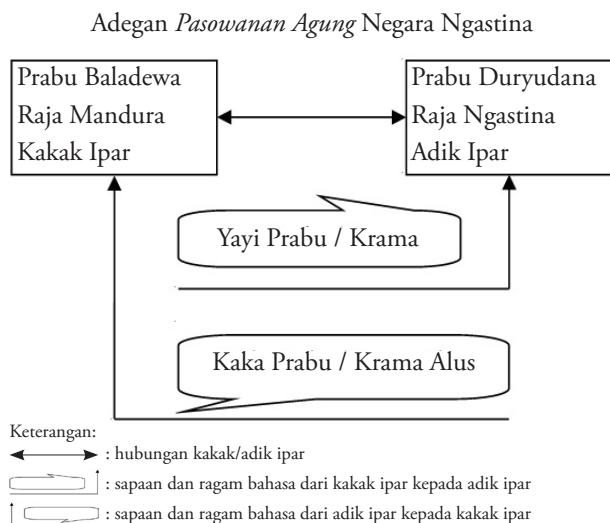 Adegan Pasowanan Agung Negara Ngastina
Prabu Baladewa
Raja Mandura
Kakak Ipar
Prabu Duryudana
Raja Ngastina
Adik Ipar
Yayi Prabu / Krama
Kaka Prabu / Krama Alus
Keterangan:
: hubungan kakak/adik ipar
: sapaan dan ragam bahasa dari kakak ipar kepada adik ipar
: sapaan dan ragam bahasa dari adik ipar kepada kakak ipar